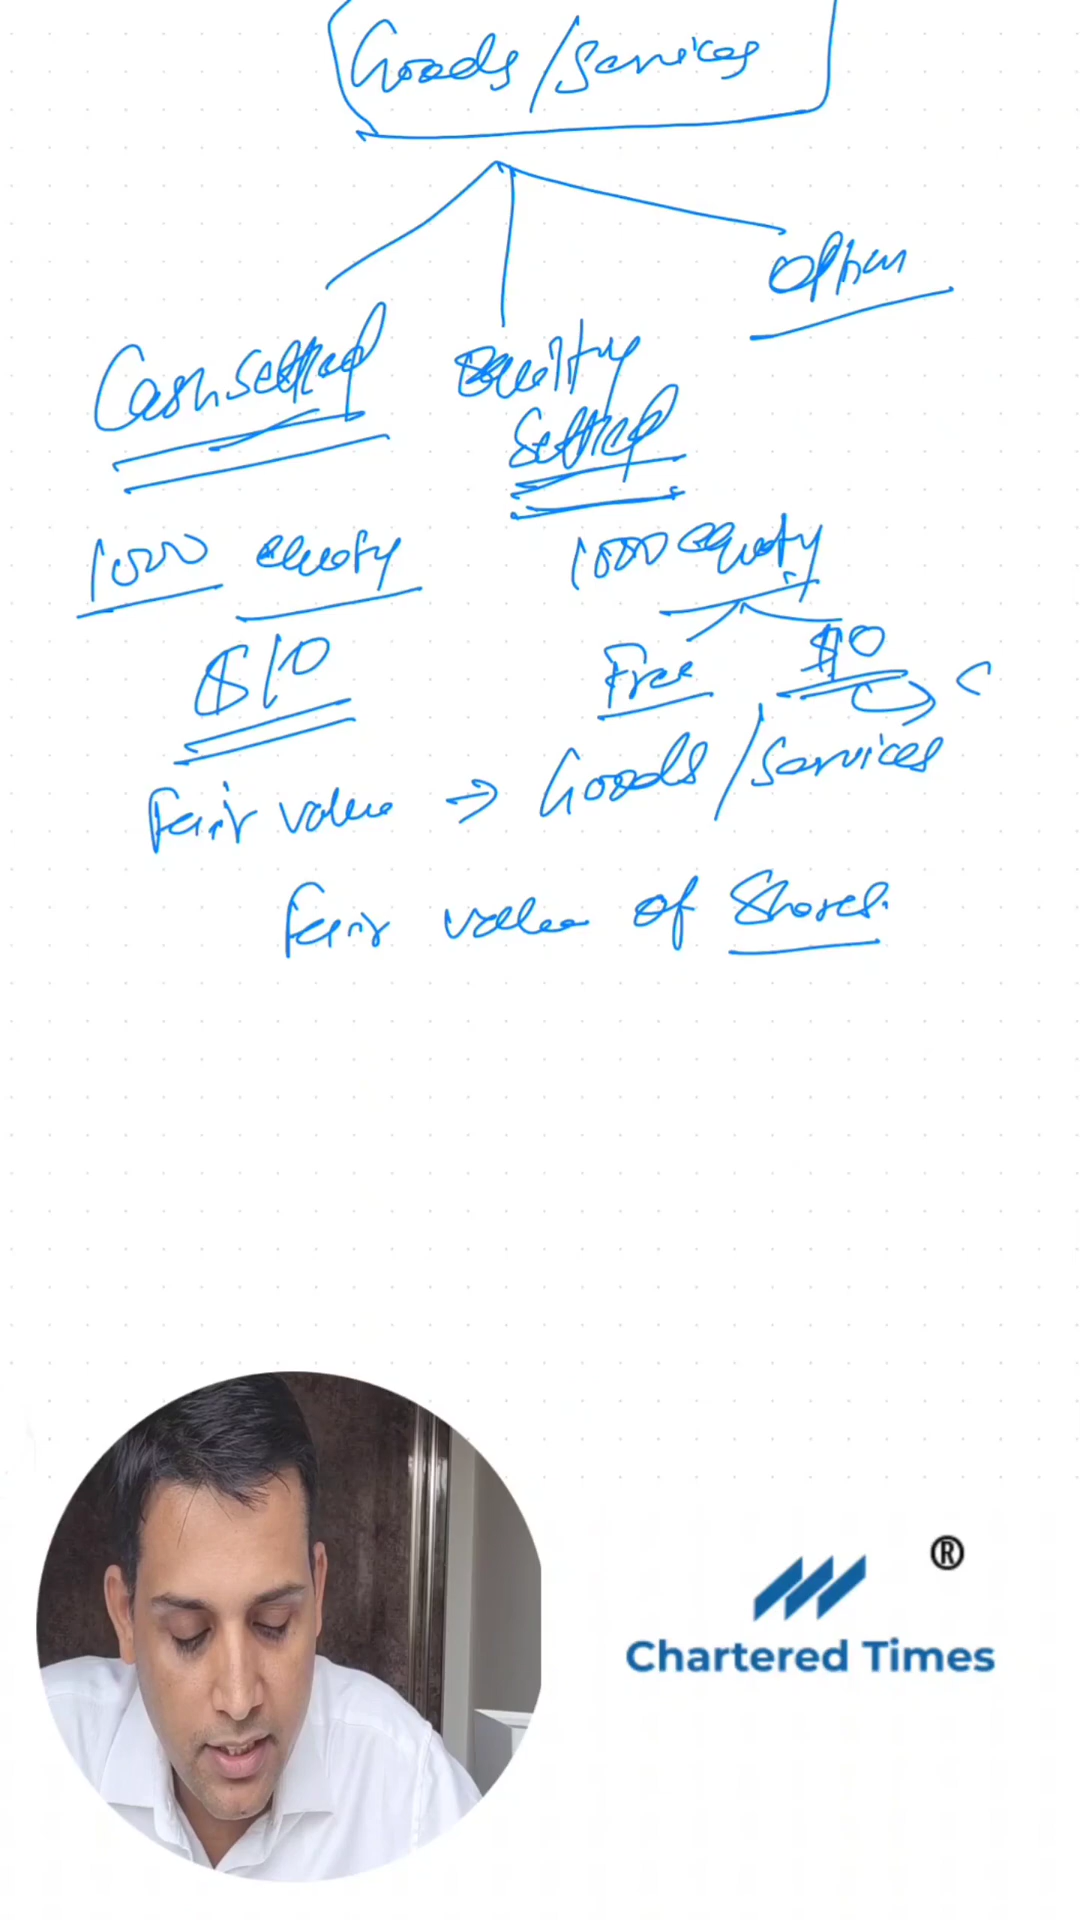 Goods/Services
option
Cash settled equity
settled
1000 equity 1000 equity
$10 Free $10
Fair value → Goods/Services
Fair value of shares.
®
Chartered Times